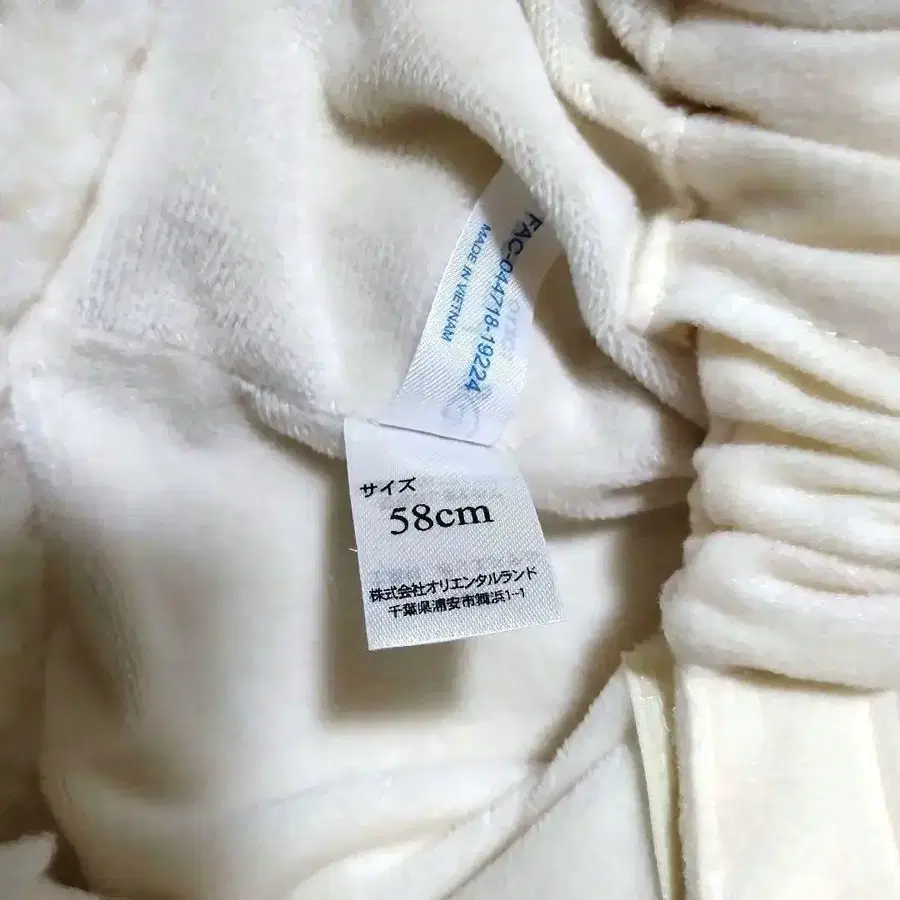 FAC-044718-19224
MADE IN VIETNAM
サイズ
58cm
株式会社オリエンタルランド
千葉県浦安市舞浜1-1